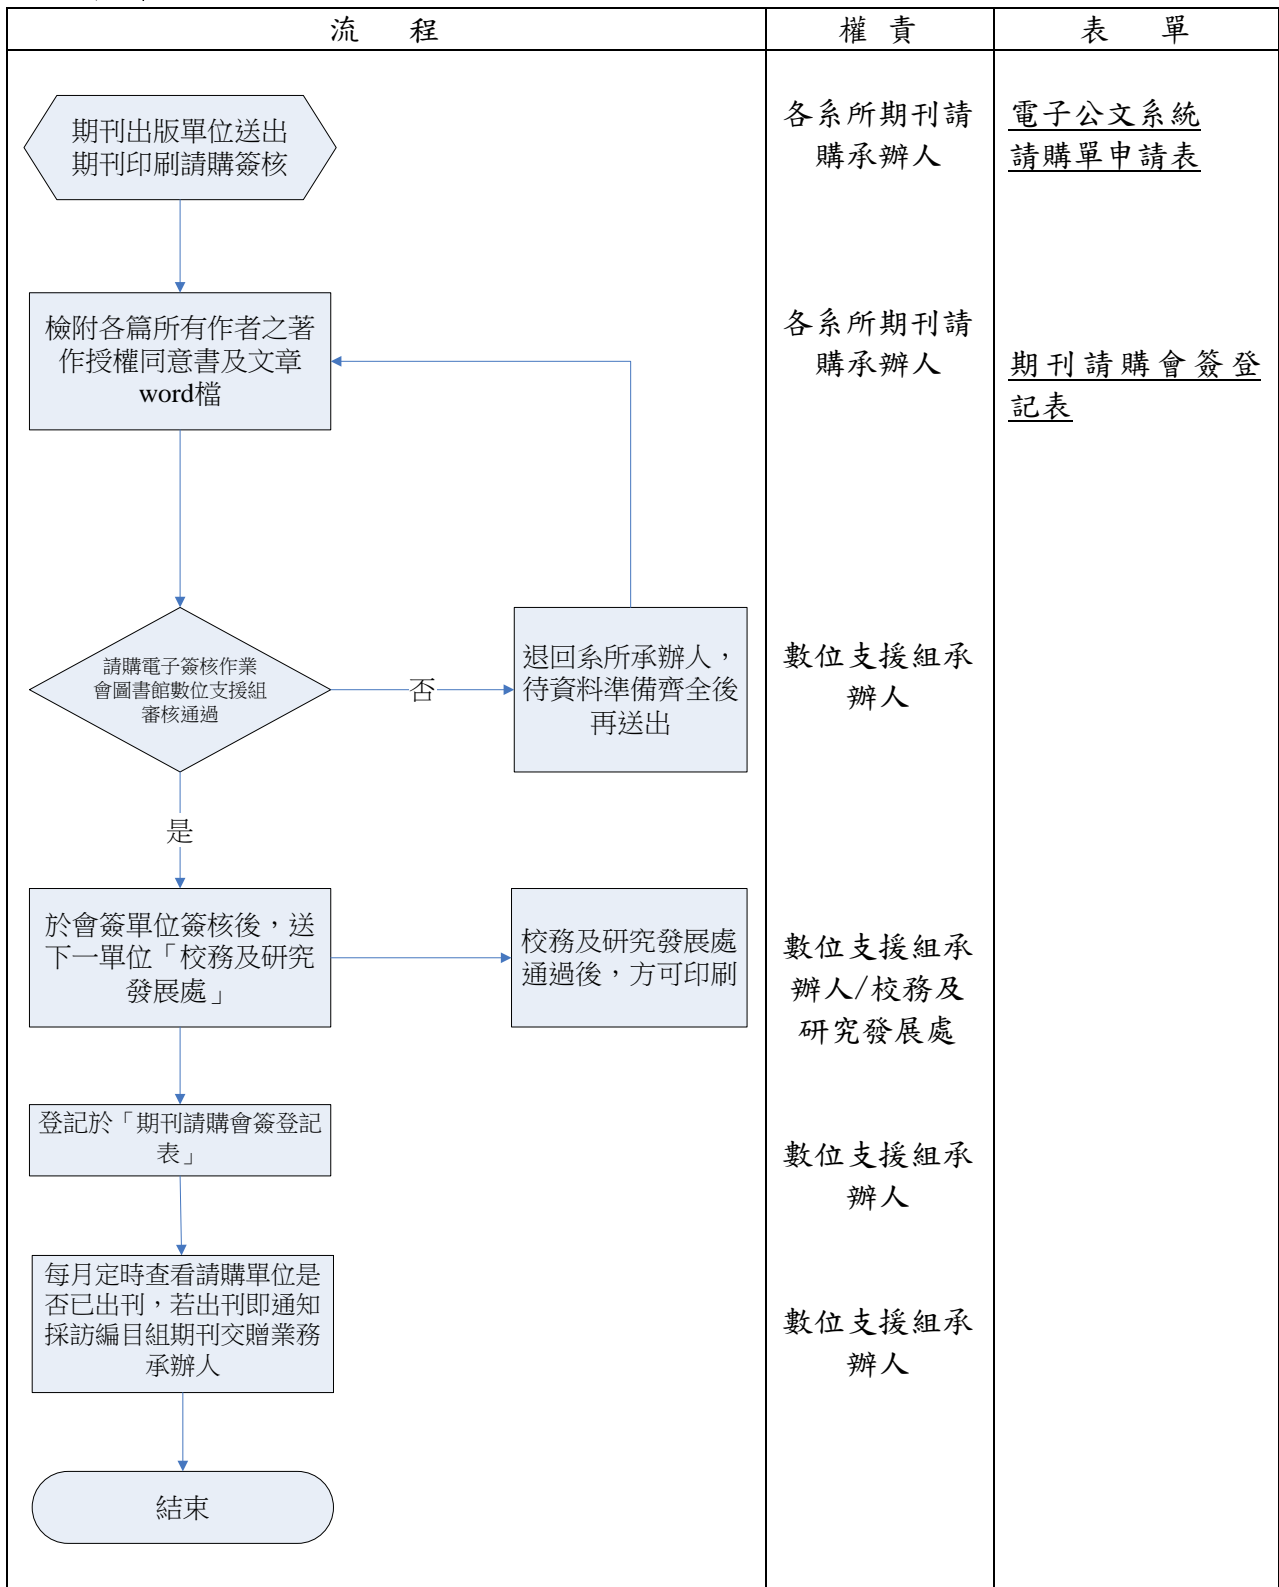 流 程
權 責
表 單
期刊出版單位送出
期刊印刷請購簽核
各系所期刊請
購承辦人
電子公文系統
請購單申請表
檢附各篇所有作者之著
作授權同意書及文章
word檔
各系所期刊請
購承辦人
期刊請購會簽登
記表
請購電子簽核作業
會圖書館數位支援組
審核通過
否
退回系所承辦人，
待資料準備齊全後
再送出
數位支援組承
辦人
是
於會簽單位簽核後，送
下一單位「校務及研究
發展處」
校務及研究發展處
通過後，方可印刷
數位支援組承
辦人/校務及
研究發展處
登記於「期刊請購會簽登記
表」
數位支援組承
辦人
每月定時查看請購單位是
否已出刊，若出刊即通知
採訪編目組期刊交贈業務
承辦人
數位支援組承
辦人
結束